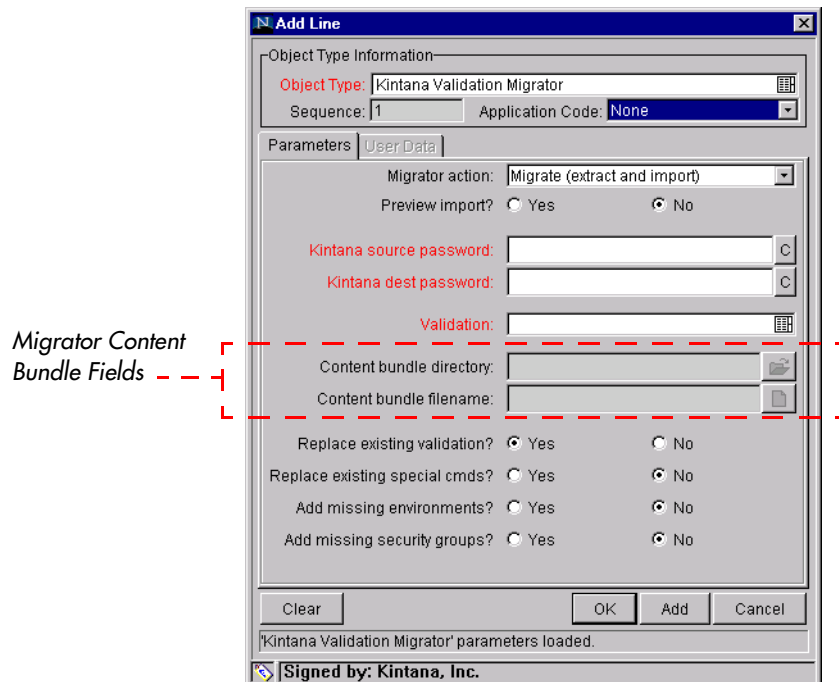 Add Line
Object Type Information
Object Type: Kintana Validation Migrator
Sequence: 1 Application Code: None
Parameters User Data
Migrator action: Migrate (extract and import)
Preview import? Yes No
Kintana source password: C
Kintana dest password: C
Validation:
Migrator Content
Bundle Fields
Content bundle directory:
Content bundle filename:
Replace existing validation? Yes No
Replace existing special cmds? Yes No
Add missing environments? Yes No
Add missing security groups? Yes No
Clear OK Add Cancel
'Kintana Validation Migrator' parameters loaded.
Signed by: Kintana, Inc.